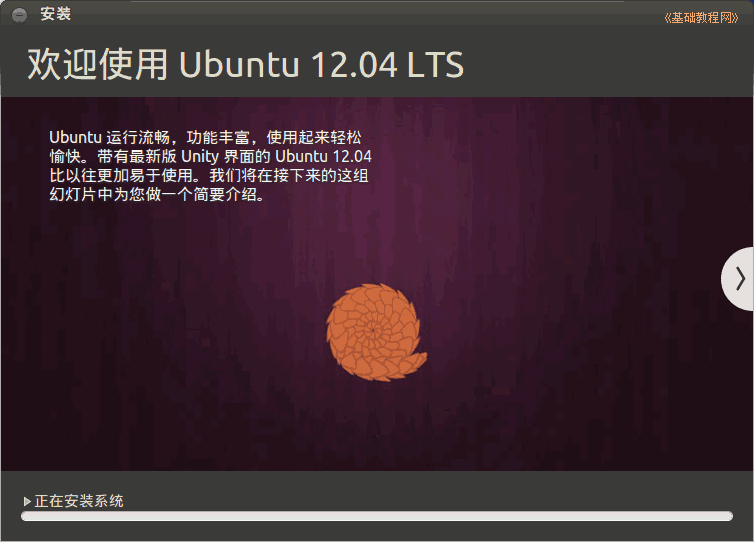 安装
《基础教程网》
欢迎使用 Ubuntu 12.04 LTS
Ubuntu 运行流畅，功能丰富，使用起来轻松
愉快。带有最新版 Unity 界面的 Ubuntu 12.04
比以往更加易于使用。我们将在接下来的这组
幻灯片中为您做一个简要介绍。
正在安装系统